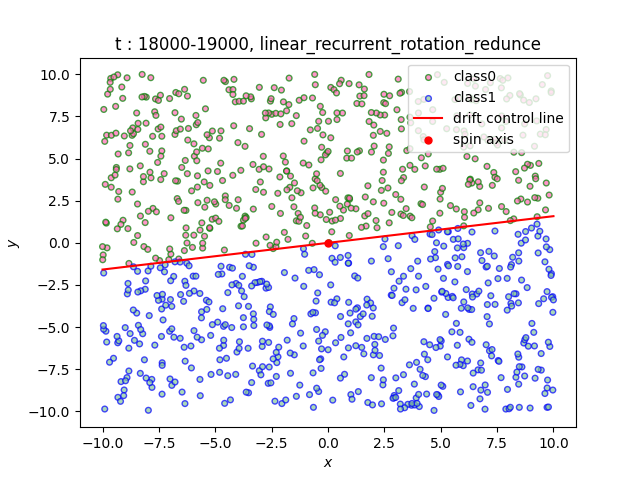 t : 18000-19000, linear_recurrent_rotation_redunce
class0
class1
drift control line
spin axis
10.0
7.5
5.0
2.5
0.0
−2.5
−5.0
−7.5
−10.0
y
−10.0 −7.5 −5.0 −2.5 0.0 2.5 5.0 7.5 10.0
x